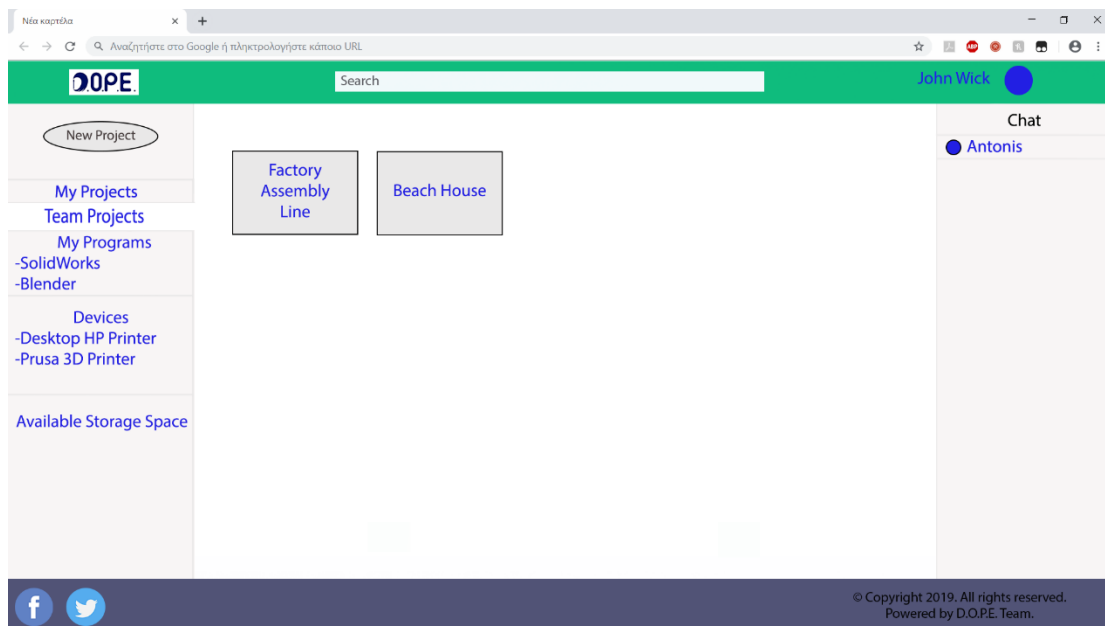 Νέα καρτέλα
Αναζητήστε στο Google ή πληκτρολογήστε κάποιο URL
ABP
D.O.P.E.
Search
John Wick
New Project
My Projects
Team Projects
My Programs
-SolidWorks
-Blender
Devices
-Desktop HP Printer
-Prusa 3D Printer
Available Storage Space
Factory
Assembly
Line
Beach House
Chat
Antonis
© Copyright 2019. All rights reserved.
Powered by D.O.P.E. Team.